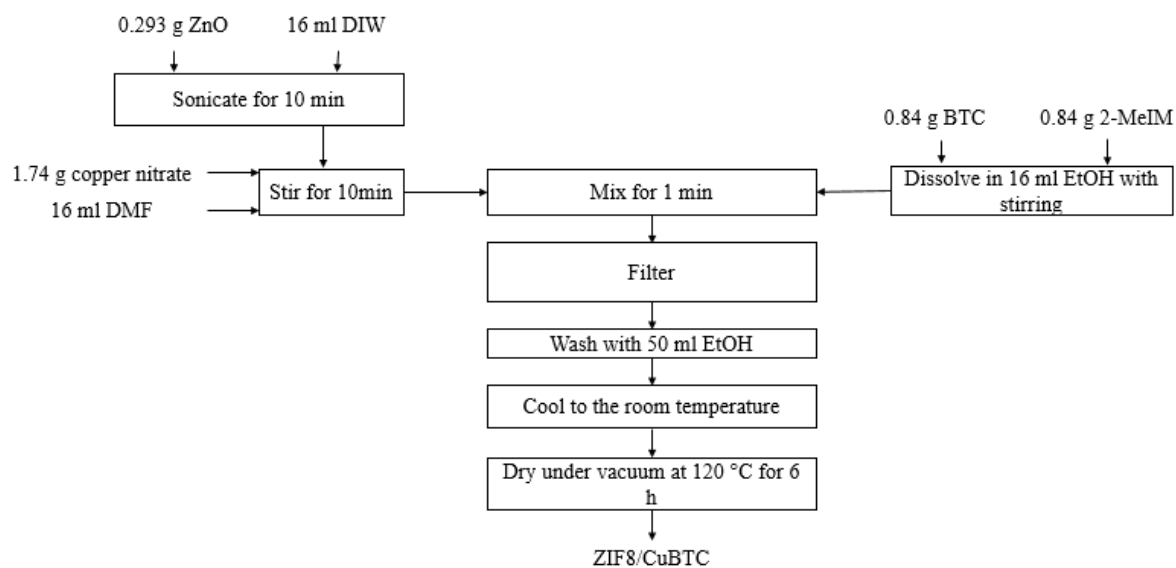 0.293 g ZnO
16 ml DIW
Sonicate for 10 min
0.84 g BTC
0.84 g 2-MeIM
1.74 g copper nitrate
16 ml DMF
Stir for 10min
Mix for 1 min
Dissolve in 16 ml EtOH with
stirring
Filter
Wash with 50 ml EtOH
Cool to the room temperature
Dry under vacuum at 120 °C for 6
h
ZIF8/CuBTC